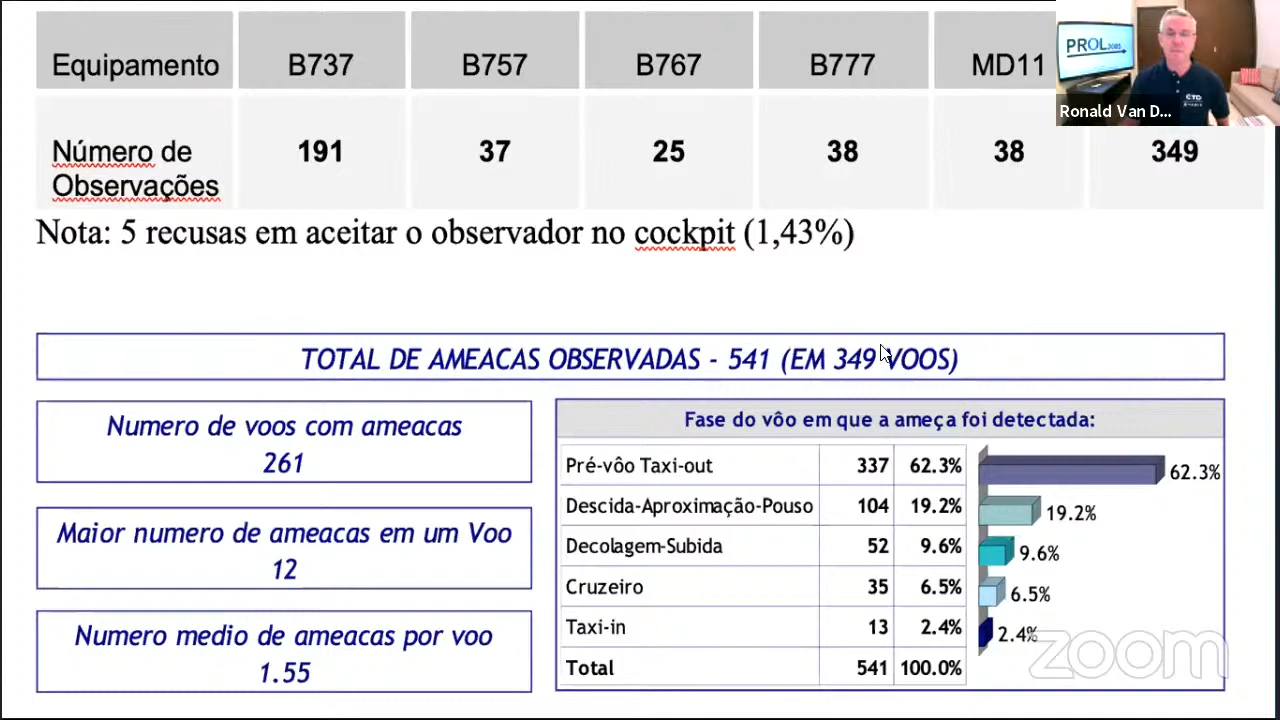 Equipamento B737 B757 B767 B777 MD11
PROL
Ronald Van D...
Número de
Observações 191 37 25 38 38 349
Nota: 5 recusas em aceitar o observador no cockpit (1,43%)
TOTAL DE AMEACAS OBSERVADAS - 541 (EM 349 VOOS)
Numero de voos com ameacas
261
Maior numero de ameacas em um Voo
12
Numero medio de ameacas por voo
1.55
Fase do vôo em que a ameça foi detectada:
Pré-vôo Taxi-out 337 62.3% 62.3%
Descida-Aproximação-Pouso 104 19.2% 19.2%
Decolagem-Subida 52 9.6% 9.6%
Cruzeiro 35 6.5% 6.5%
Taxi-in 13 2.4% 2.4%
Total 541 100.0%
zoom